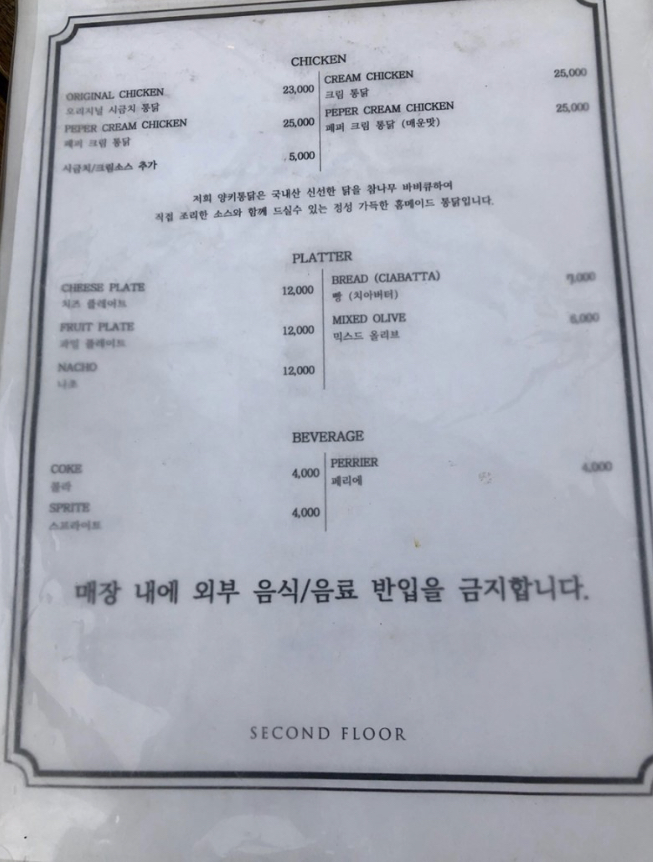 CHICKEN
ORIGINAL CHICKEN 23,000
오리지널 시금치 통닭
PEPER CREAM CHICKEN 25,000
페퍼 크림 통닭
시금치/크림소스 추가 5,000
CREAM CHICKEN 25,000
크림 통닭
PEPER CREAM CHICKEN 25,000
페퍼 크림 통닭 (매운맛)
저희 양키통닭은 국내산 신선한 닭을 참나무 바비큐하여
직접 조리한 소스와 함께 드실수 있는 정성 가득한 홈메이드 통닭입니다.
PLATTER
CHEESE PLATE 12,000
치즈 플레이트
FRUIT PLATE 12,000
과일 플레이트
NACHO 12,000
나쵸
BREAD (CIABATTA)
빵 (치아바터)
MIXED OLIVE
믹스드 올리브
BEVERAGE
COKE 4,000
콜라
SPRITE 4,000
스프라이트
PERRIER 4,000
페리에
매장 내에 외부 음식/음료 반입을 금지합니다.
SECOND FLOOR